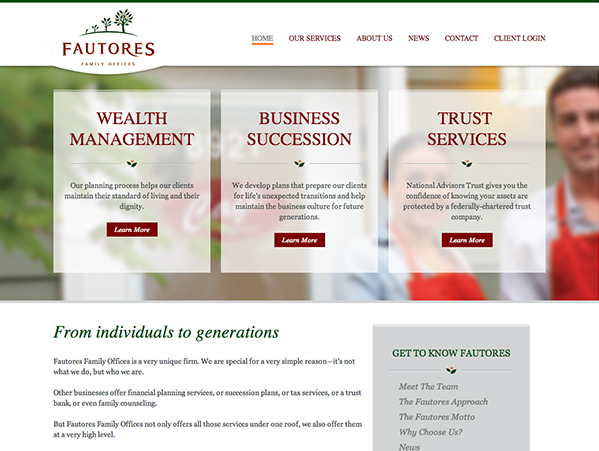 FAUTORES
FAMILY OFFICES
HOME
OUR SERVICES
ABOUT US
NEWS
CONTACT
CLIENT LOGIN
WEALTH
MANAGEMENT
Our planning process helps our clients
maintain their standard of living and their
dignity.
Learn More
BUSINESS
SUCCESSION
We develop plans that prepare our clients
for life's unexpected transitions and help
maintain the business culture for future
generations.
Learn More
TRUST
SERVICES
National Advisors Trust gives you the
confidence of knowing your assets are
protected by a federally-chartered trust
company.
Learn More
From individuals to generations
Fautores Family Offices is a very unique firm. We are special for a very simple reason—it's not
what we do, but who we are.
Other businesses offer financial planning services, or succession plans, or tax services, or a trust
bank, or even family counseling.
But Fautores Family Offices not only offers all those services under one roof, we also offer them
at a very high level.
GET TO KNOW FAUTORES
Meet The Team
The Fautores Approach
The Fautores Motto
Why Choose Us?
News